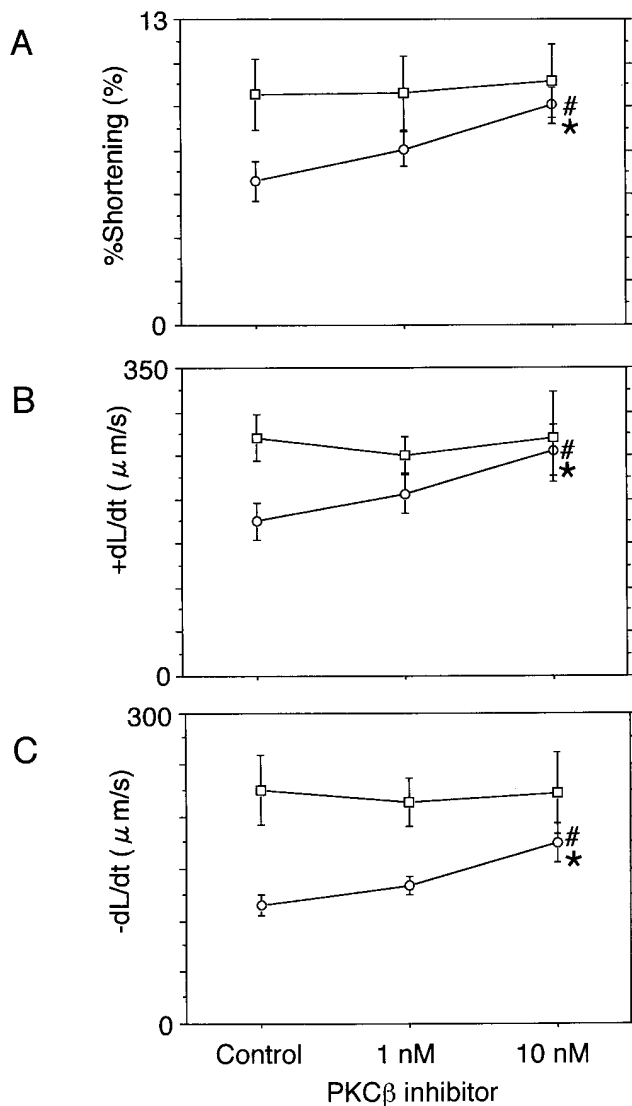 A
13
%Shortening (%)
#
*
0
B
350
+dL/dt ( μ m/s)
#
*
0
C
300
-dL/dt ( μ m/s)
#
*
0
Control 1 nM 10 nM
PKCβ inhibitor